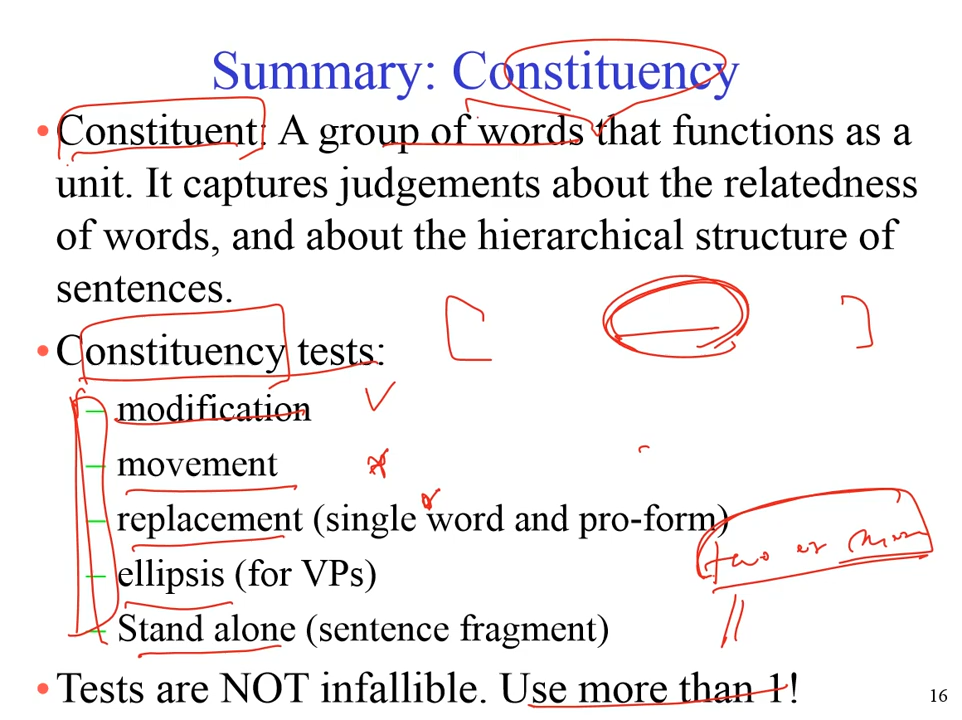 Summary: Constituency
• Constituent: A group of words that functions as a
unit. It captures judgements about the relatedness
of words, and about the hierarchical structure of
sentences.
• Constituency tests:
– modification
– movement
– replacement (single word and pro-form)
two or more
– ellipsis (for VPs)
– Stand alone (sentence fragment)
• Tests are NOT infallible. Use more than 1!
16